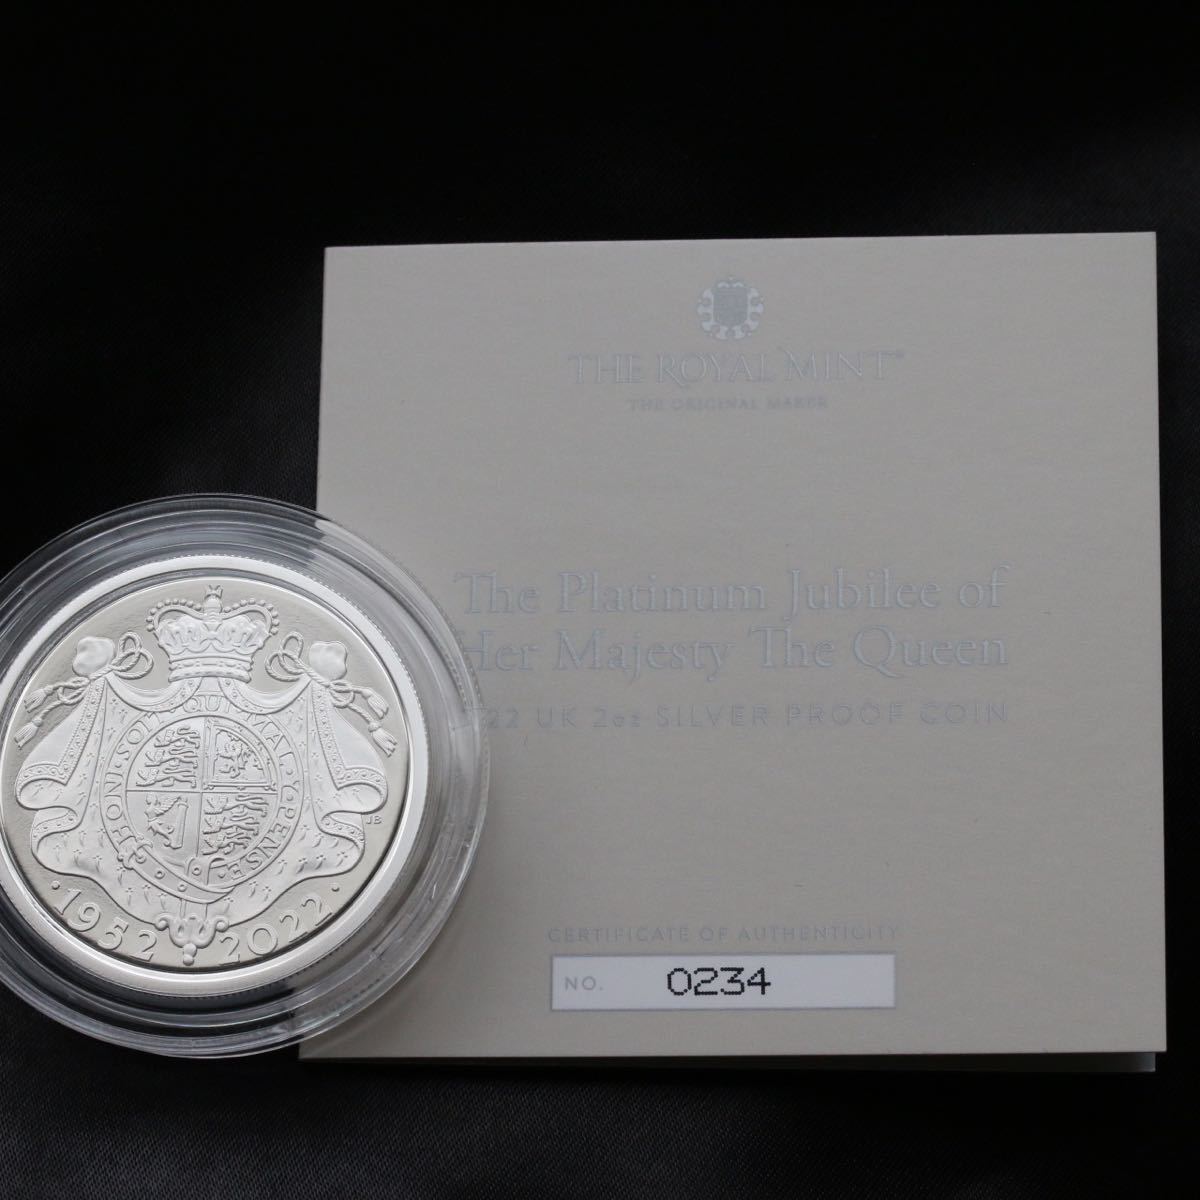 THE ROYAL MINT®
THE ORIGINAL MAKER
The Platinum Jubilee of
Her Majesty The Queen
22 UK 2oz SILVER PROOF COIN
CERTIFICATE OF AUTHENTICITY
NO. 0234
HONI · SOIT · QUI · MAL · Y · PENSE
JB
· 1952 2022 ·